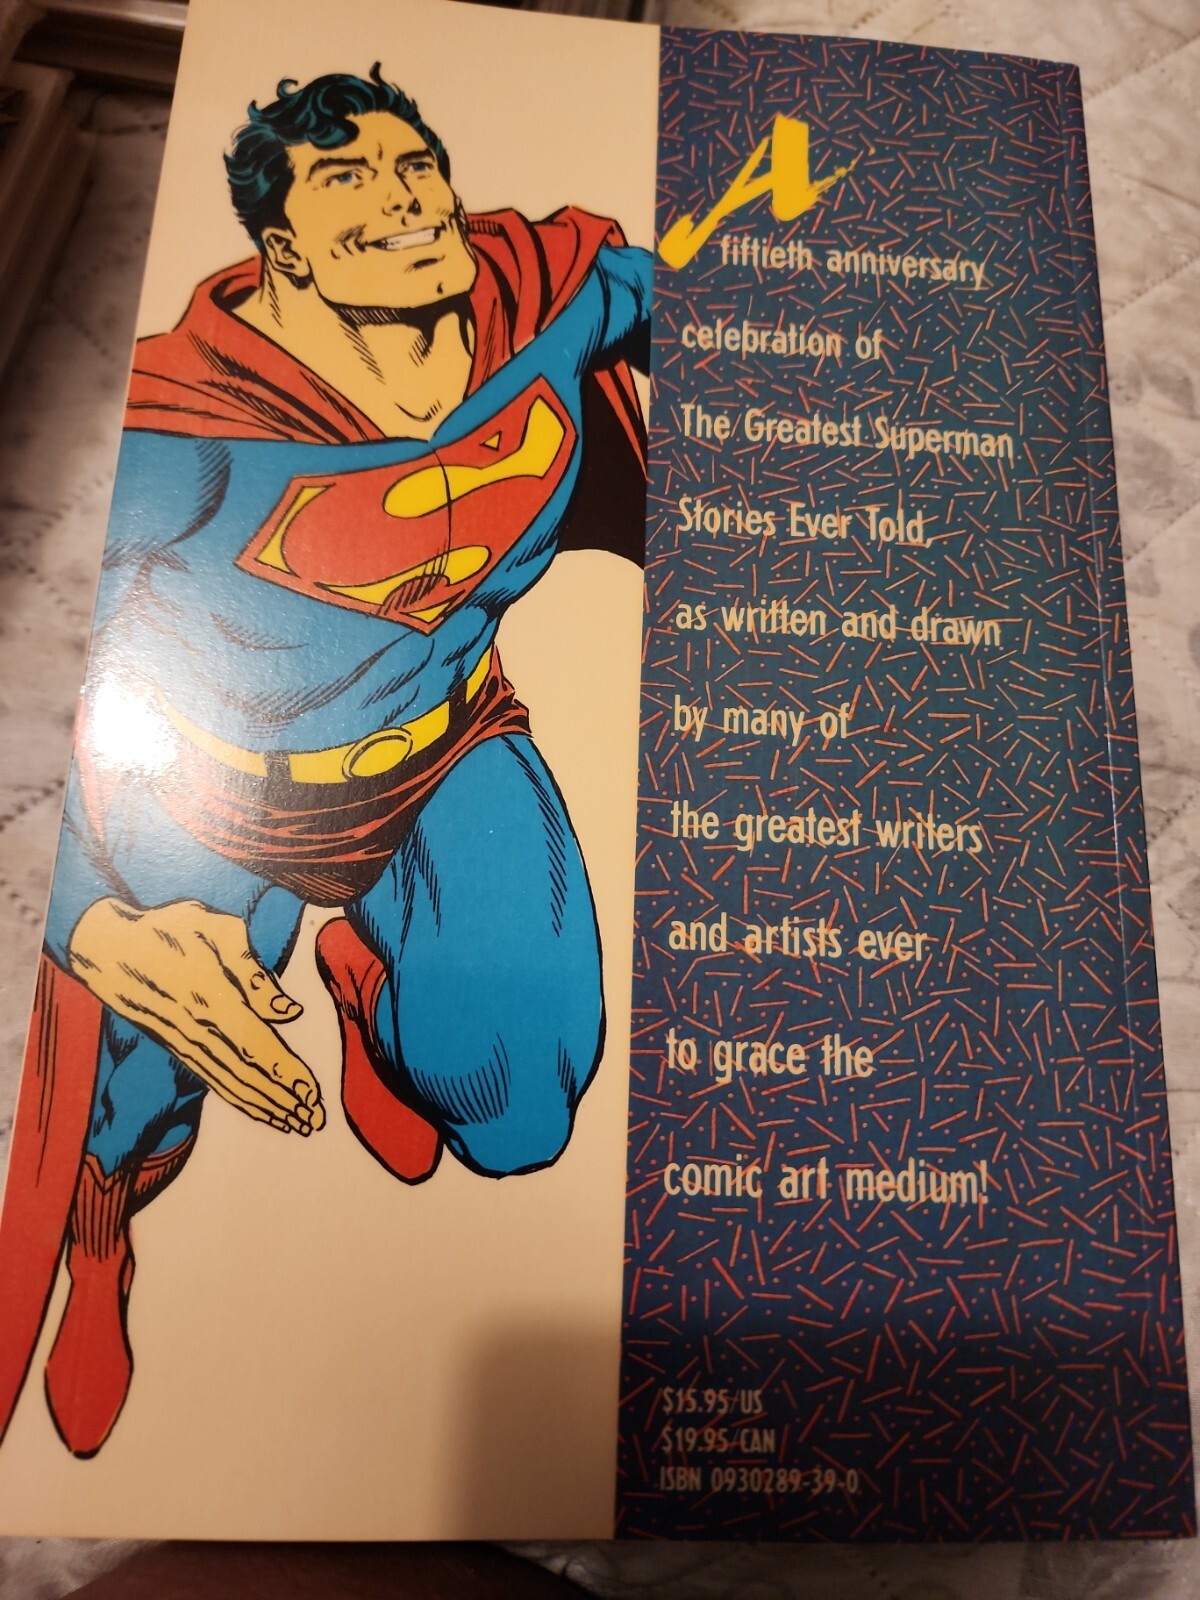 A
fiftieth anniversary
celebration of
The Greatest Superman
Stories Ever Told,
as written and drawn
by many of
the greatest writers
and artists ever
to grace the
comic art medium!
$15.95/US
$19.95/CAN
ISBN 0930289-39-0
S